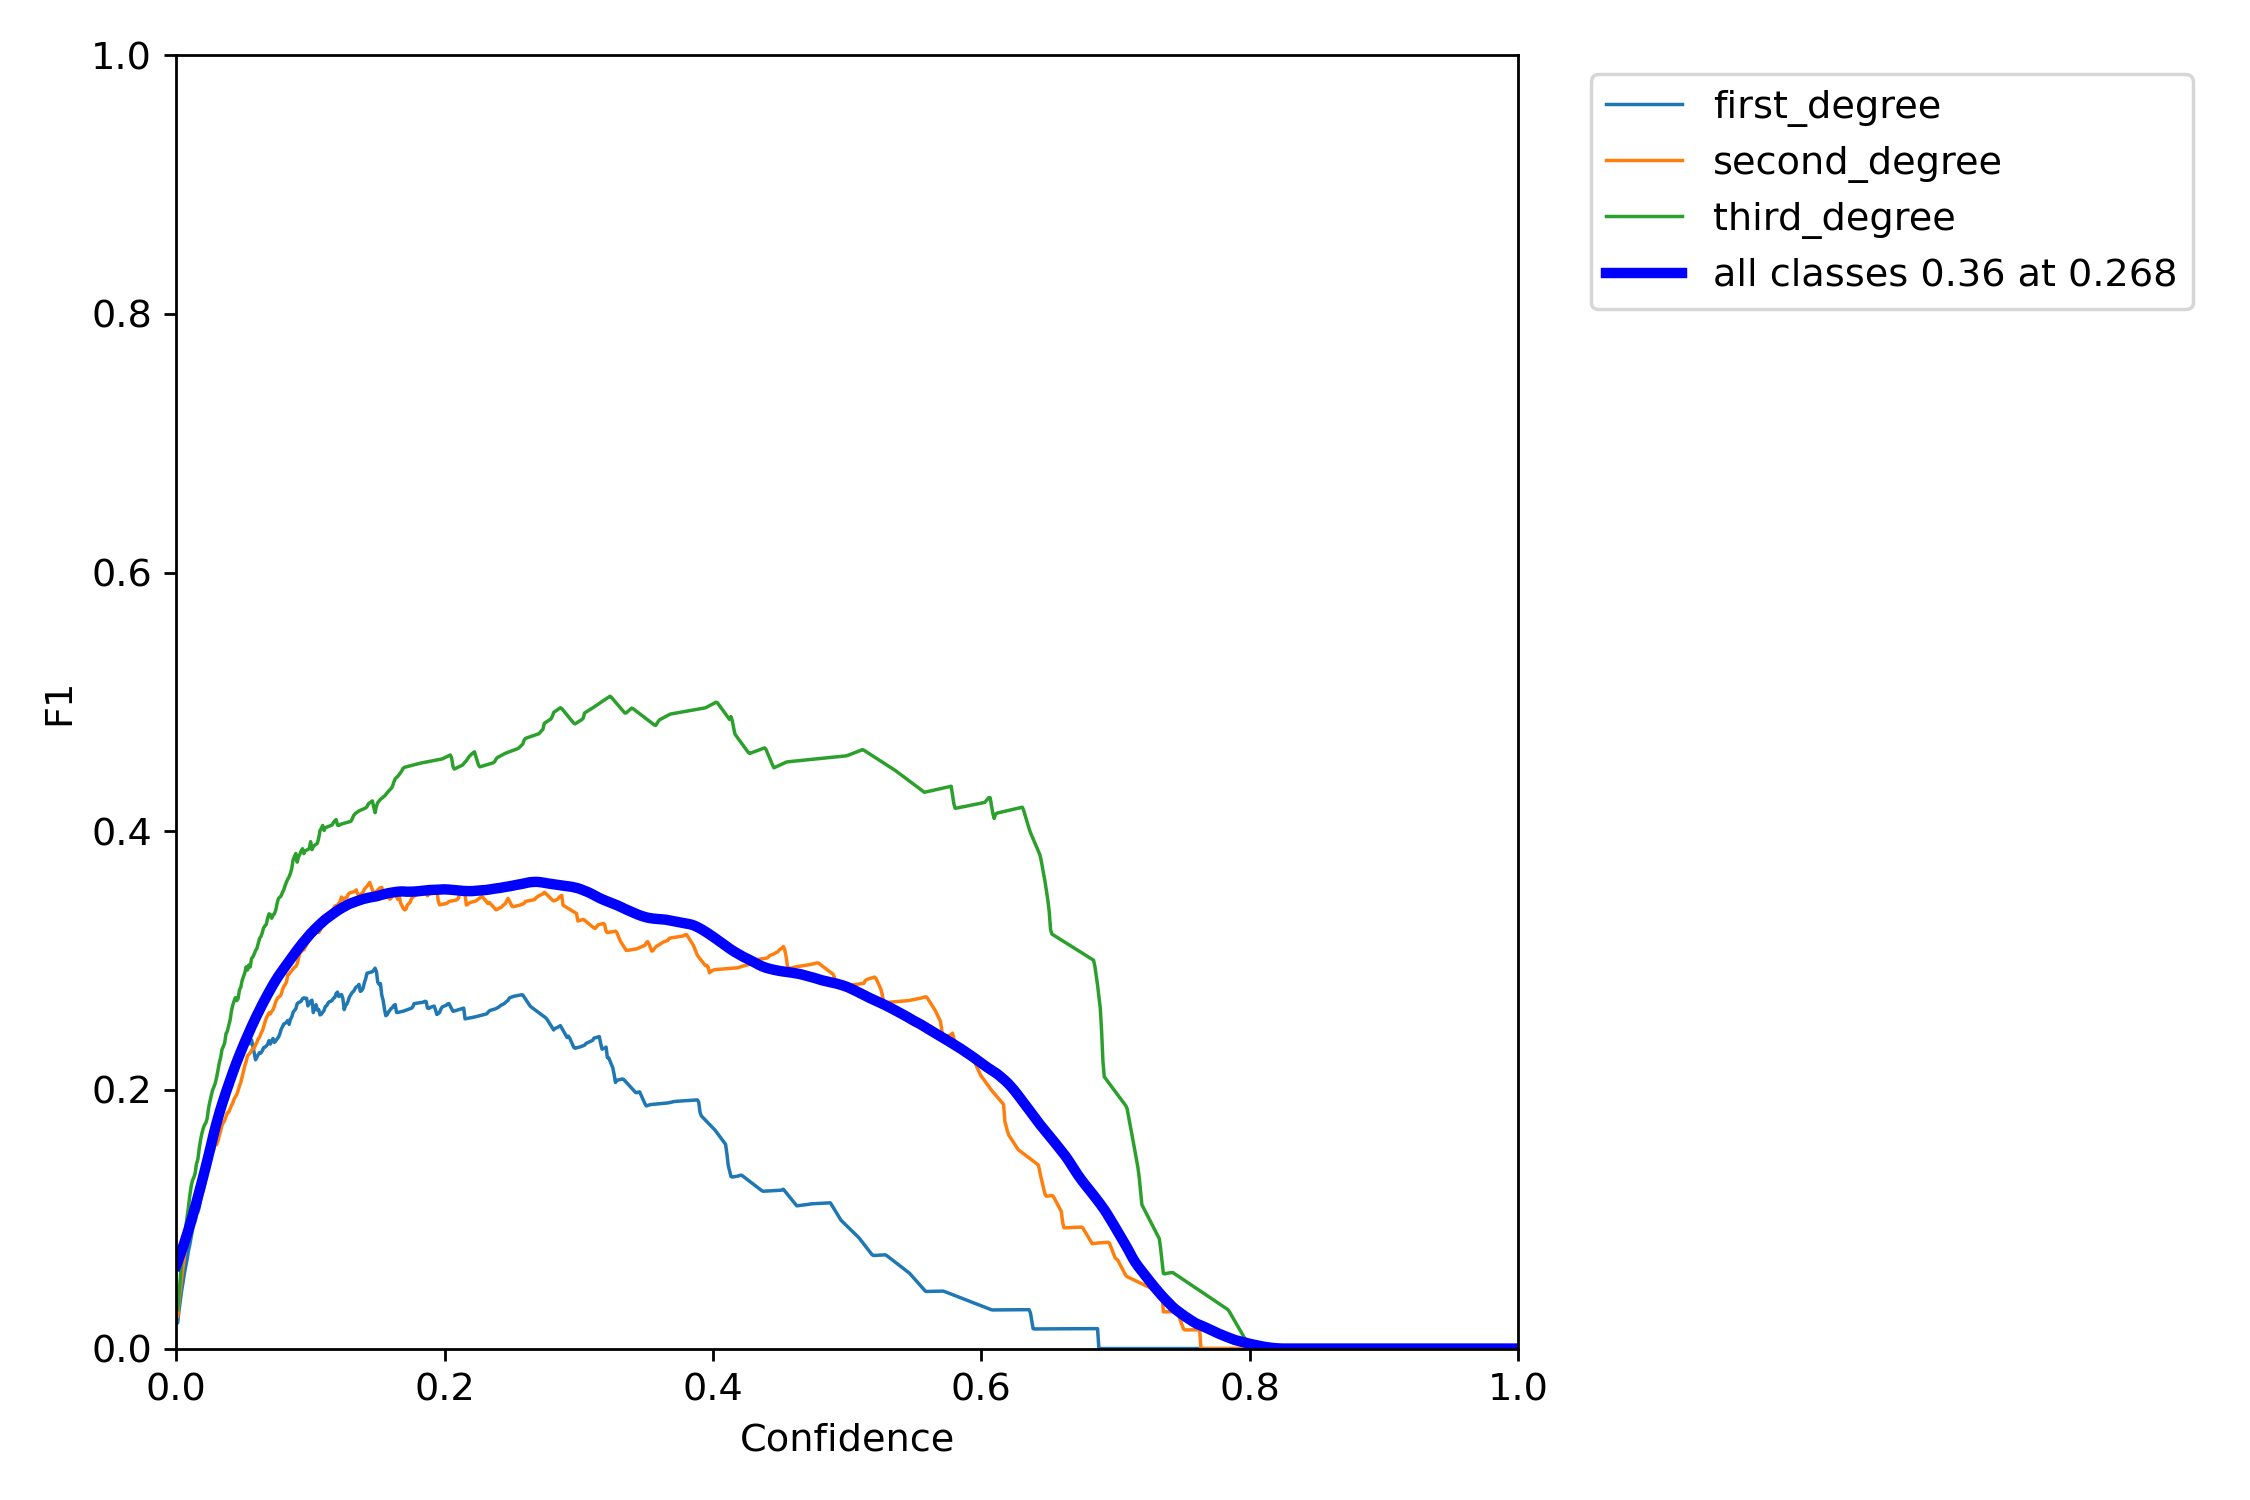 1.0
0.8
0.6
0.4
0.2
0.0
F1
0.0 0.2 0.4 0.6 0.8 1.0
Confidence
first_degree
second_degree
third_degree
all classes 0.36 at 0.268